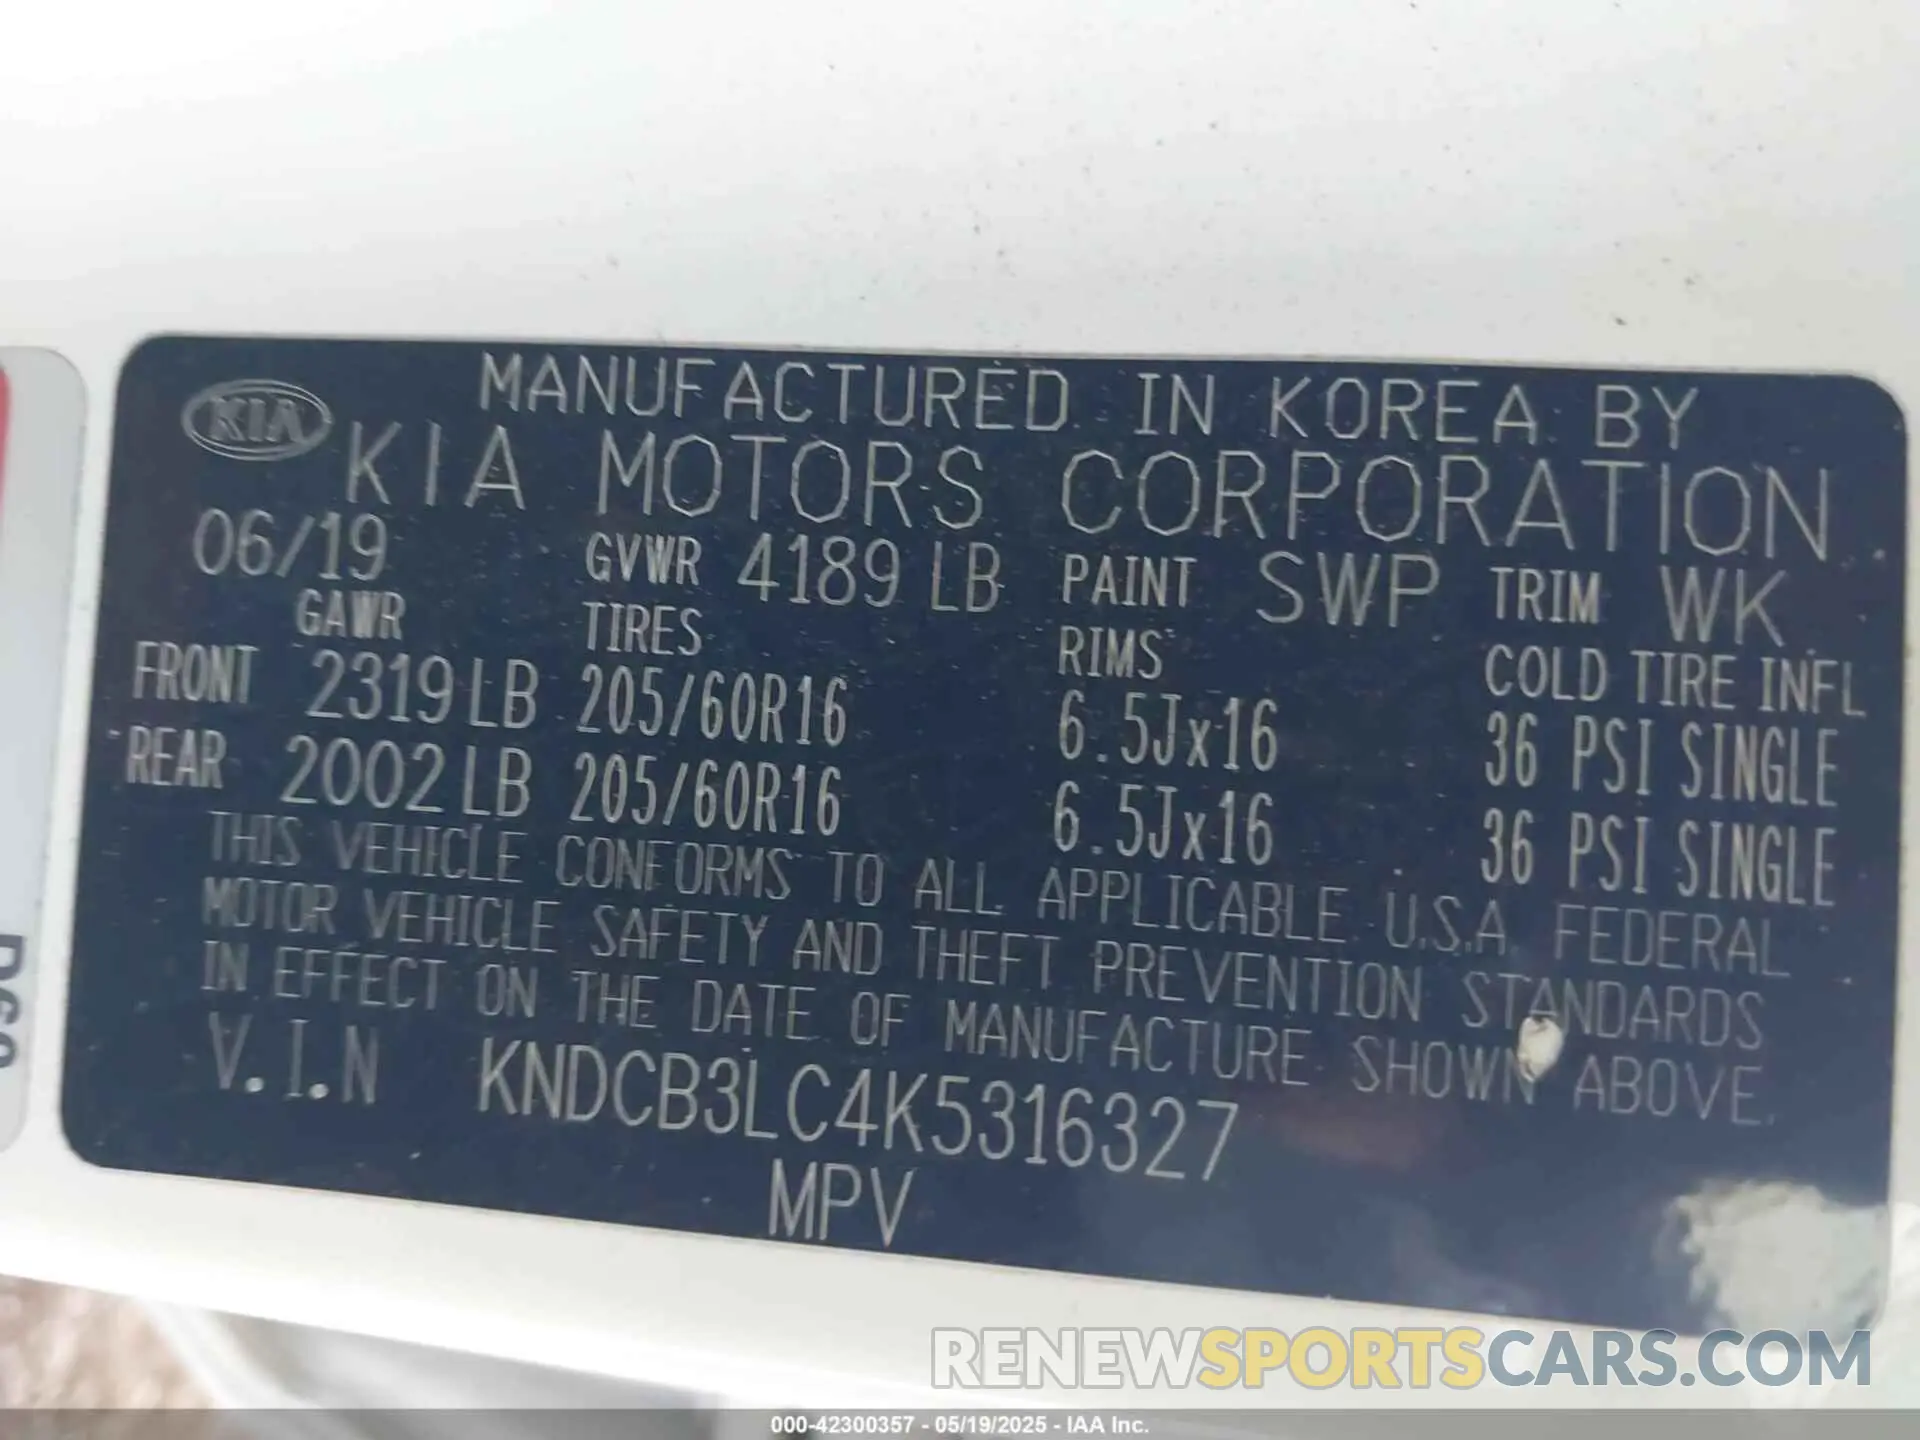 KIA
MANUFACTURED IN KOREA BY
KIA MOTORS CORPORATION
06/19 GVWR 4189 LB PAINT SWP TRIM WK
GAWR TIRES RIMS COLD TIRE INFL
FRONT 2319 LB 205/60R16 6.5Jx16 36 PSI SINGLE
REAR 2002 LB 205/60R16 6.5Jx16 36 PSI SINGLE
THIS VEHICLE CONFORMS TO ALL APPLICABLE U.S.A. FEDERAL
MOTOR VEHICLE SAFETY AND THEFT PREVENTION STANDARDS
IN EFFECT ON THE DATE OF MANUFACTURE SHOWN ABOVE.
V.I.N KNDCB3LC4K5316327
MPV
RENEWSPORTSCARS.COM
000-42300357 - 05/19/2025 - IAA Inc.